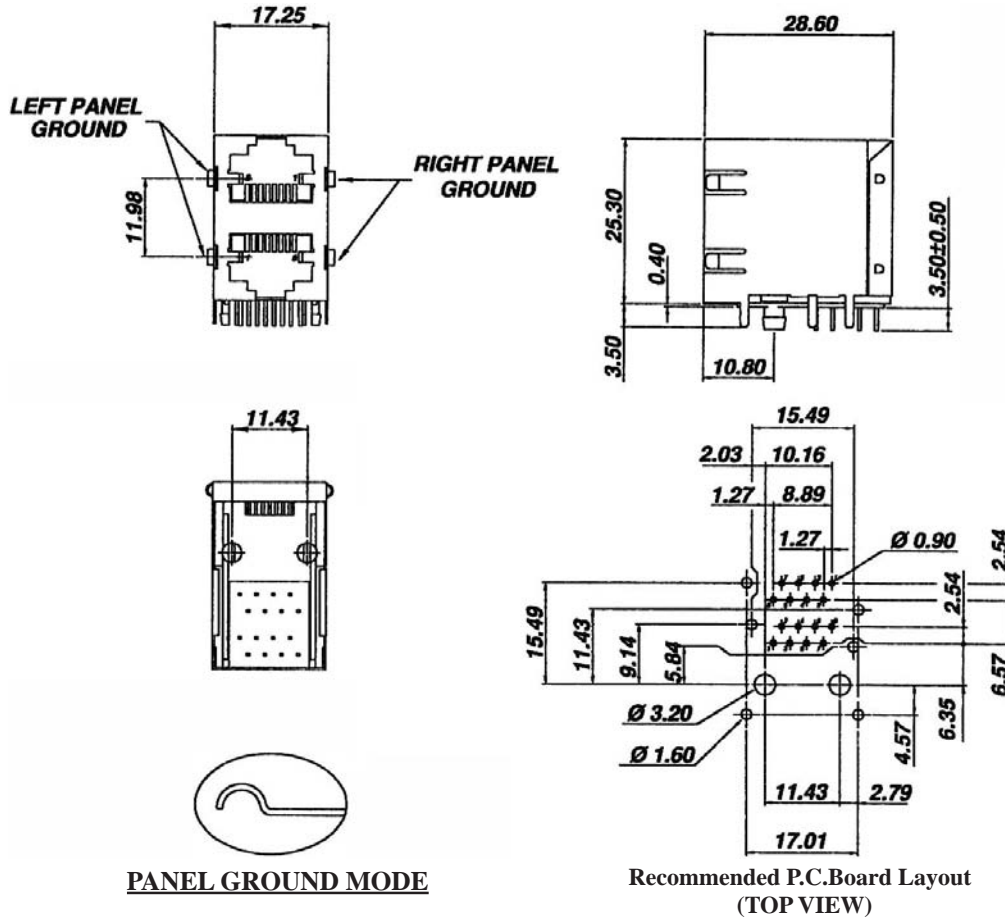 17.25
LEFT PANEL
GROUND
RIGHT PANEL
GROUND
11.98
28.60
25.30
0.40
3.50
10.80
3.50±0.50
11.43
PANEL GROUND MODE
15.49
2.03 10.16
1.27 8.89
1.27
Ø 0.90
2.54
2.54
15.49
11.43
9.14
5.84
6.57
6.35
4.57
Ø 3.20
Ø 1.60
11.43 2.79
17.01
Recommended P.C.Board Layout
(TOP VIEW)